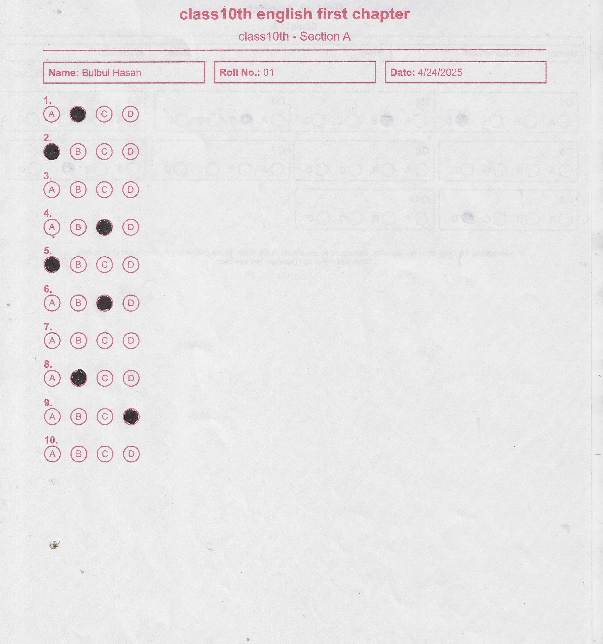 class10th english first chapter
class10th - Section A
Name: Bulbul Hasan Roll No.: 01 Date: 4/24/2025
1.
A C D
2.
B C D
3.
A B C D
4.
A B D
5.
B C D
6.
A B D
7.
A B C D
8.
A C D
9.
A B C
10.
A B C D